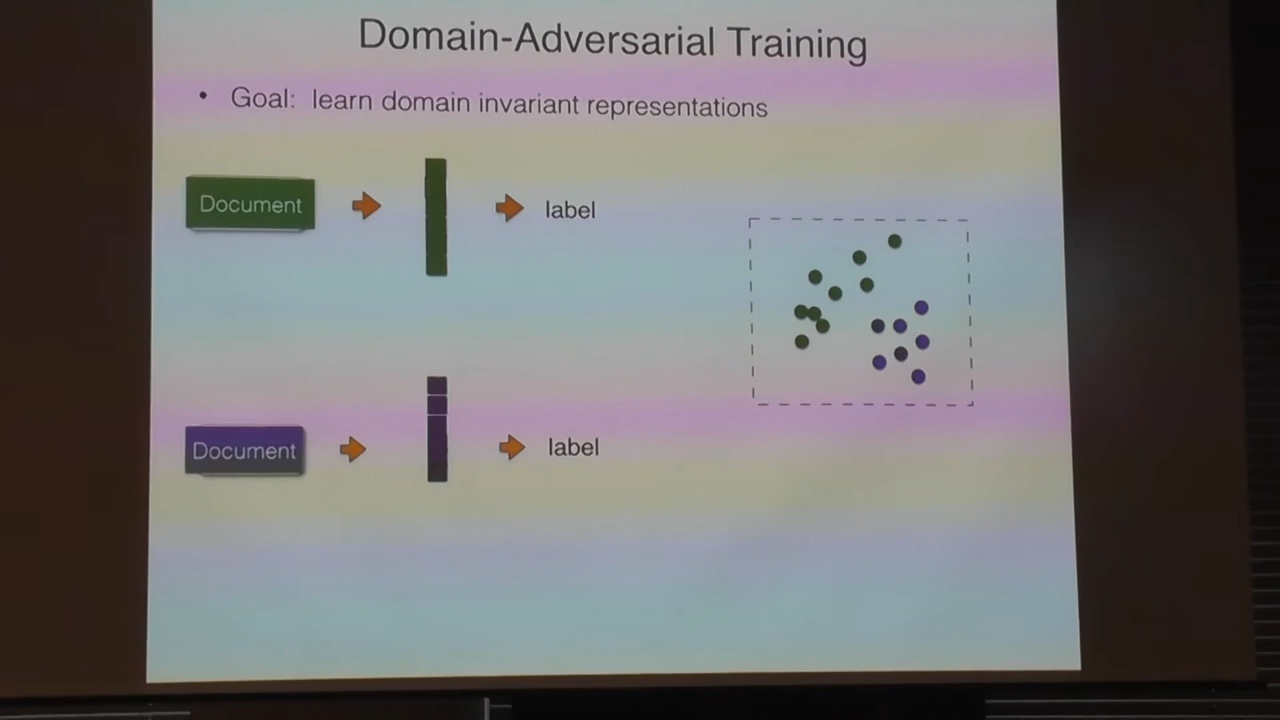 Domain-Adversarial Training
• Goal: learn domain invariant representations
Document
label
Document
label